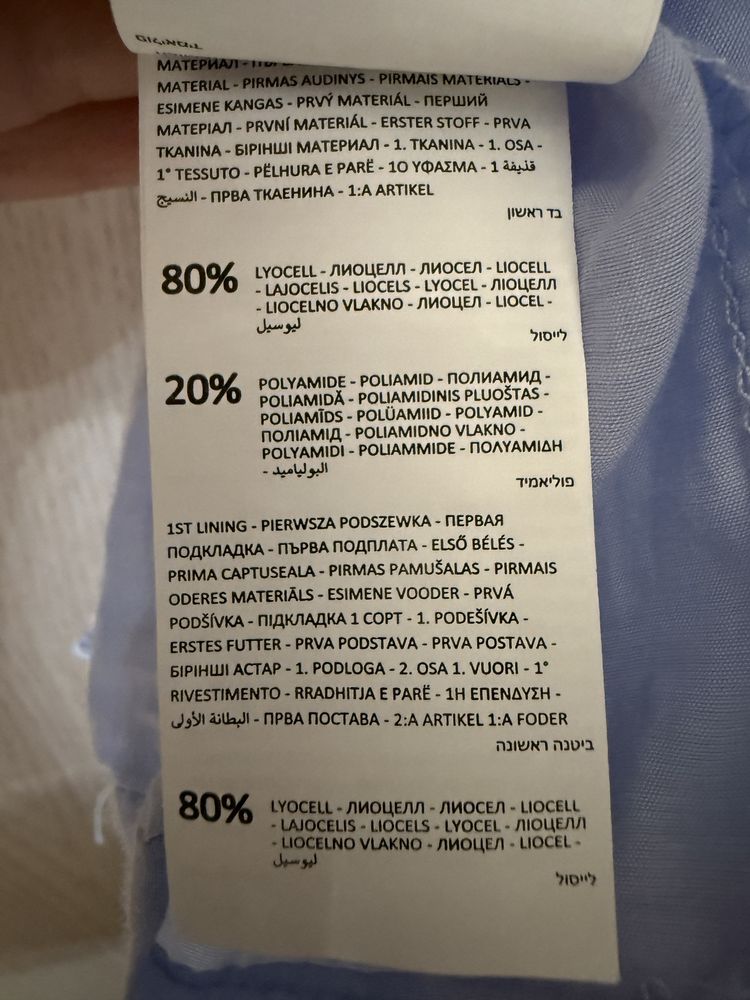 МАТЕРИАЛ -
MATERIAL - PIRMAS AUDINYS - PIRMAIS MATERIĀLS -
ESIMENE KANGAS - PRVÝ MATERIÁL - ПЕРШИЙ
МАТЕРІАЛ - PRVNÍ MATERIÁL - ERSTER STOFF - PRVA
TKANINA - БІРІНШІ МАТЕРИАЛ - 1. TKANINA - 1. OSA -
1° TESSUTO - PËLHURA E PARË - 1Ο ΥΦΑΣΜΑ - 1 قذيفة
النسيج - ПРВА ТКАЕНИНА - 1:A ARTIKEL
בד ראשון
80% LYOCELL - ЛИОЦЕЛЛ - ЛИОСЕЛ - LIOCELL
- LAJOCELIS - LIOCELS - LYOCEL - ЛІОЦЕЛЛ
- LIOCELNO VLAKNO - ЛИОЦЕЛ - LIOCEL -
ليوسيل
לייסול
20% POLYAMIDE - POLIAMID - ПОЛИАМИД -
POLIAMIDĂ - POLIAMIDINIS PLUOŠTAS -
POLIAMĪDS - POLÜAMIID - POLYAMID -
ПОЛІАМІД - POLIAMIDNO VLAKNO -
POLYAMIDI - POLIAMMIDE - ΠΟΛΥΑΜΙΔΗ
- البولياميد
פוליאמיד
1ST LINING - PIERWSZA PODSZEWKA - ПЕРВАЯ
ПОДКЛАДКА - ПЪРВА ПОДПЛАТА - ELSŐ BÉLÉS -
PRIMA CAPTUSEALA - PIRMAS PAMUŠALAS - PIRMAIS
ODERES MATERIĀLS - ESIMENE VOODER - PRVÁ
PODŠÍVKA - ПІДКЛАДКА 1 СОРТ - 1. PODEŠÍVKA -
ERSTES FUTTER - PRVA PODSTAVA - PRVA POSTAVA -
БІРІНШІ АСТАР - 1. PODLOGA - 2. OSA 1. VUORI - 1°
RIVESTIMENTO - RRADHITJA E PARË - 1Η ΕΠΕΝΔΥΣΗ -
البطانة الأولى - ПРВА ПОСТАВА - 2:A ARTIKEL 1:A FODER
ביטנה ראשונה
80% LYOCELL - ЛИОЦЕЛЛ - ЛИОСЕЛ - LIOCELL
- LAJOCELIS - LIOCELS - LYOCEL - ЛІОЦЕЛЛ
- LIOCELNO VLAKNO - ЛИОЦЕЛ - LIOCEL -
ليوسيل
לייסול